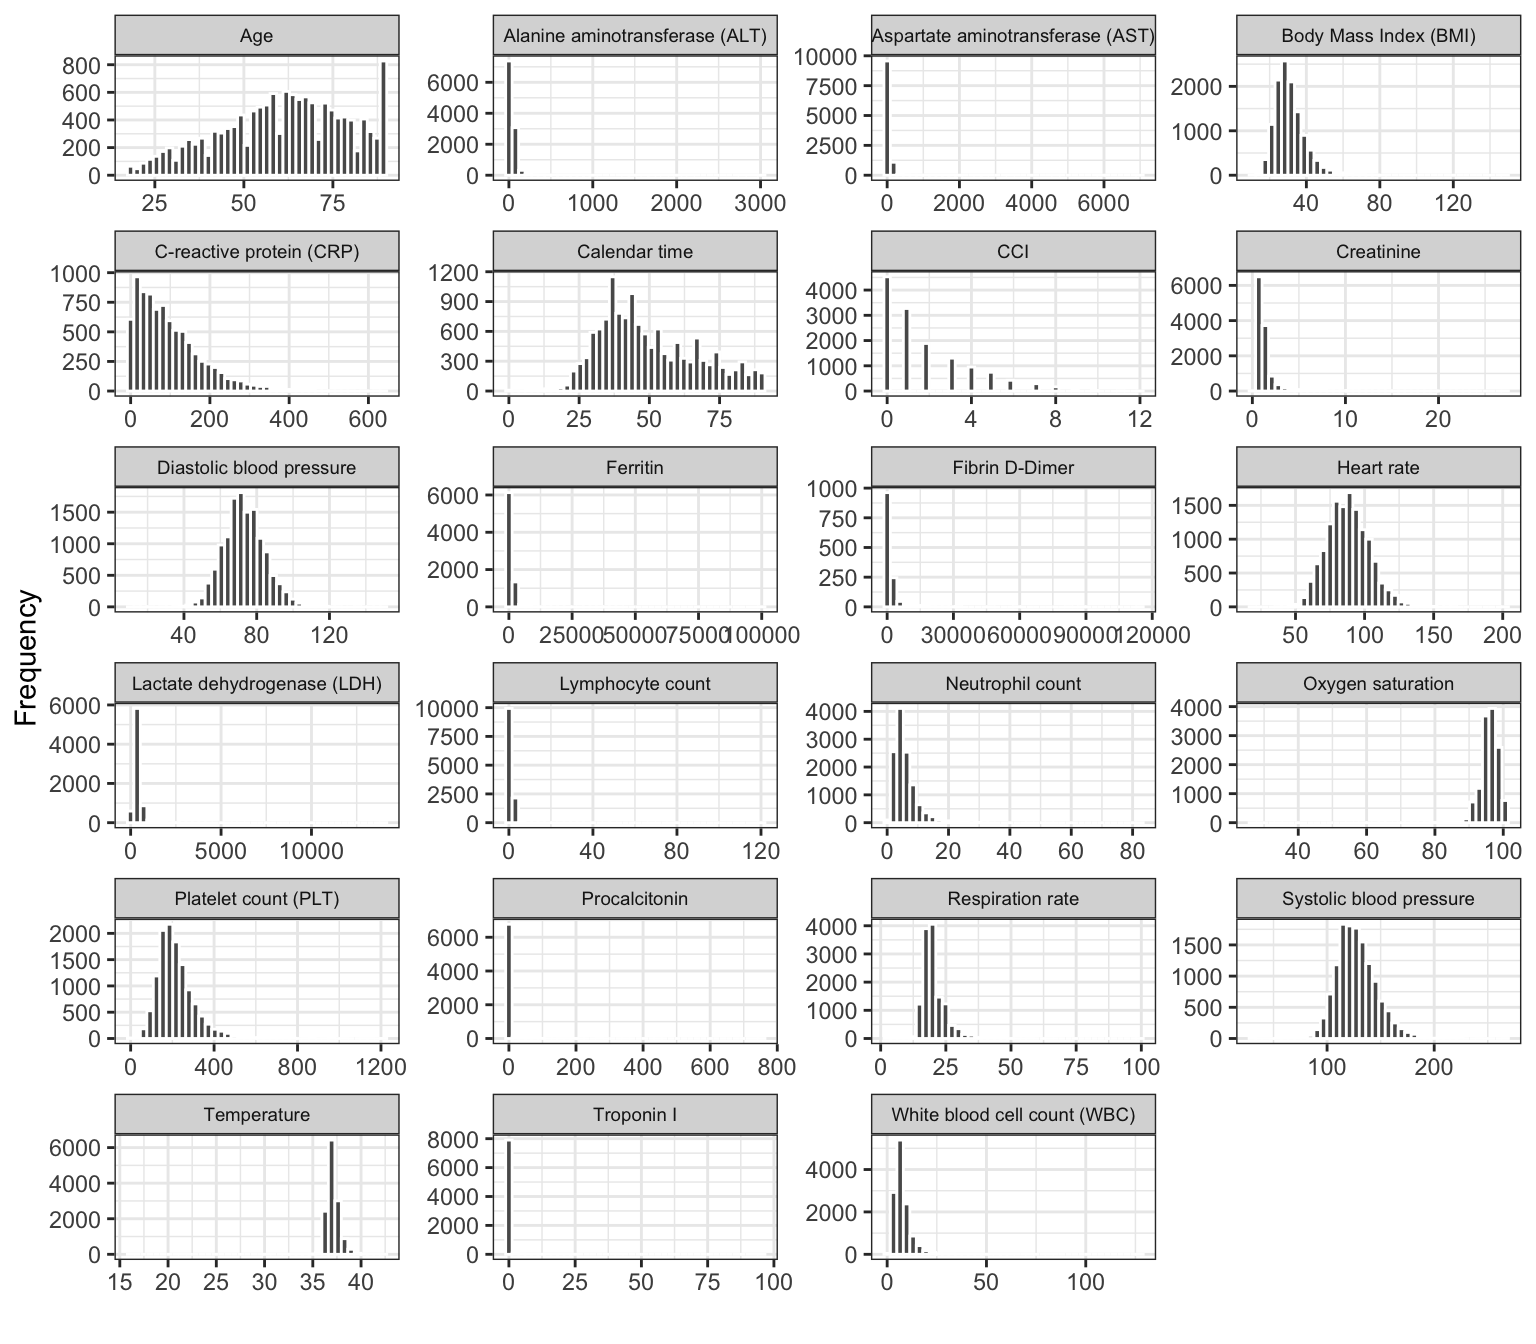 Frequency
Age
Alanine aminotransferase (ALT)
Aspartate aminotransferase (AST)
Body Mass Index (BMI)
800
600
400
200
0
25 50 75
6000
4000
2000
0
0 1000 2000 3000
10000
7500
5000
2500
0
0 2000 4000 6000
2000
1000
0
40 80 120
C-reactive protein (CRP)
Calendar time
CCI
Creatinine
1000
750
500
250
0
0 200 400 600
1200
900
600
300
0
0 25 50 75
4000
3000
2000
1000
0
0 4 8 12
6000
4000
2000
0
0 10 20
Diastolic blood pressure
Ferritin
Fibrin D-Dimer
Heart rate
1500
1000
500
0
40 80 120
6000
4000
2000
0
0 25000 50000 75000 100000
1000
750
500
250
0
0 30000 60000 90000 120000
1500
1000
500
0
50 100 150 200
Lactate dehydrogenase (LDH)
Lymphocyte count
Neutrophil count
Oxygen saturation
6000
4000
2000
0
0 5000 10000
10000
7500
5000
2500
0
0 40 80 120
4000
3000
2000
1000
0
0 20 40 60 80
4000
3000
2000
1000
0
40 60 80 100
Platelet count (PLT)
Procalcitonin
Respiration rate
Systolic blood pressure
2000
1500
1000
500
0
0 400 800 1200
6000
4000
2000
0
0 200 400 600 800
4000
3000
2000
1000
0
0 25 50 75 100
1500
1000
500
0
100 200
Temperature
Troponin I
White blood cell count (WBC)
6000
4000
2000
0
15 20 25 30 35 40
8000
6000
4000
2000
0
0 25 50 75 100
4000
2000
0
0 50 100